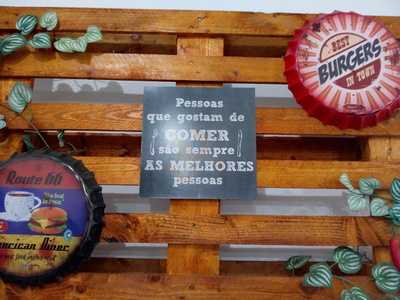 BEST
BURGERS
IN TOWN
Pessoas
que gostam de
COMER
são sempre
AS MELHORES
pessoas
Route 66
American Diner